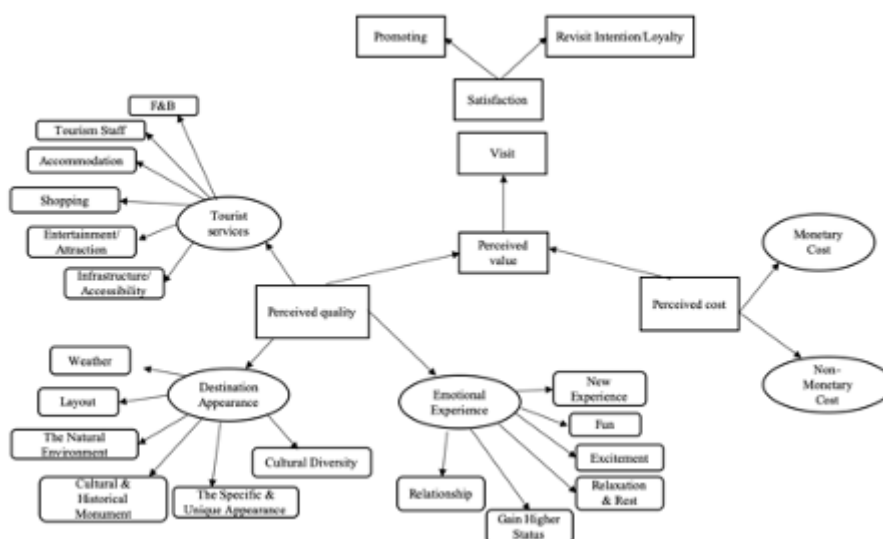 Promoting
Revisit Intention/Loyalty
Satisfaction
Visit
F&B
Tourism Staff
Accommodation
Shopping
Entertainment/
Attraction
Infrastructure/
Accessibility
Tourist
services
Perceived
value
Monetary
Cost
Perceived quality
Perceived cost
Non-
Monetary
Cost
Weather
Layout
The Natural
Environment
Cultural &
Historical
Monument
The Specific &
Unique Appearance
Cultural Diversity
Destination
Appearance
Emotional
Experience
New
Experience
Fun
Excitement
Relaxation
& Rest
Relationship
Gain Higher
Status